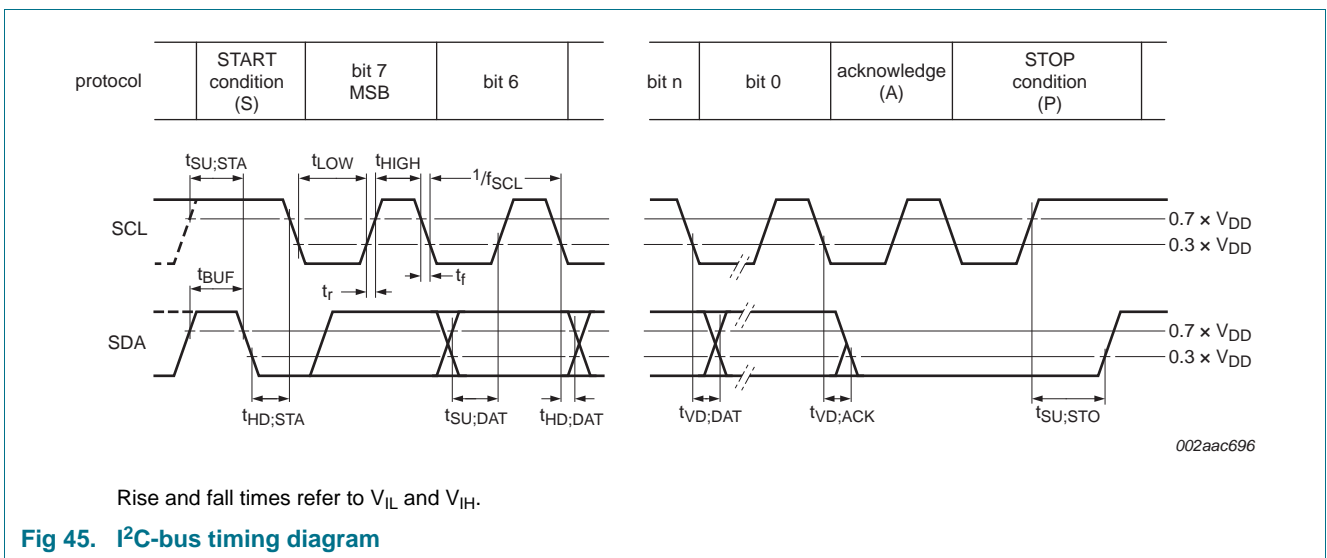 protocol
START condition (S)
bit 7 MSB
bit 6
bit n
bit 0
acknowledge (A)
STOP condition (P)
tSU;STA
tLOW
tHIGH
1/fSCL
SCL
0.7 × VDD
0.3 × VDD
tBUF
tr
tf
SDA
0.7 × VDD
0.3 × VDD
tHD;STA
tSU;DAT
tHD;DAT
tVD;DAT
tVD;ACK
tSU;STO
002aac696
Rise and fall times refer to VIL and VIH.
Fig 45. I²C-bus timing diagram